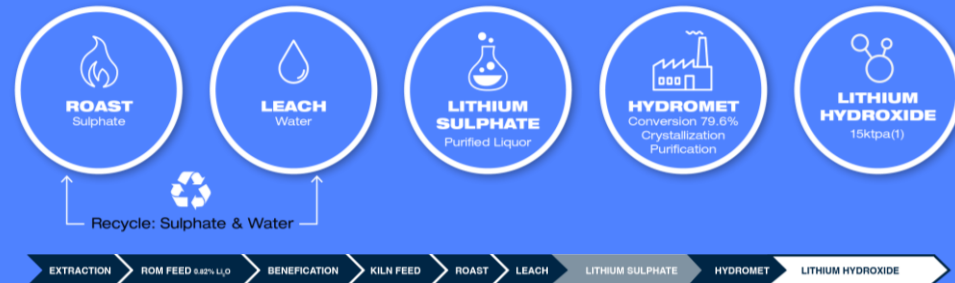 ROAST
Sulphate
LEACH
Water
LITHIUM
SULPHATE
Purified Liquor
HYDROMET
Conversion 79.6%
Crystallization
Purification
LITHIUM
HYDROXIDE
15ktpa(1)
Recycle: Sulphate & Water
EXTRACTION
ROM FEED 0.82% Li₂O
BENEFICATION
KILN FEED
ROAST
LEACH
LITHIUM SULPHATE
HYDROMET
LITHIUM HYDROXIDE